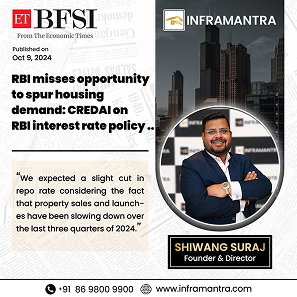 ET BFSI
From The Economic Times
INFRAMANTRA
Published on
Oct 9, 2024
RBI misses opportunity
to spur housing
demand: CREDAI on
RBI interest rate policy ..
INFRAMANTRA
"We expected a slight cut in
repo rate considering the fact
that property sales and launch-
es have been slowing down over
the last three quarters of 2024."
SHIWANG SURAJ
Founder & Director
+91 86 9800 9900
www.inframantra.com